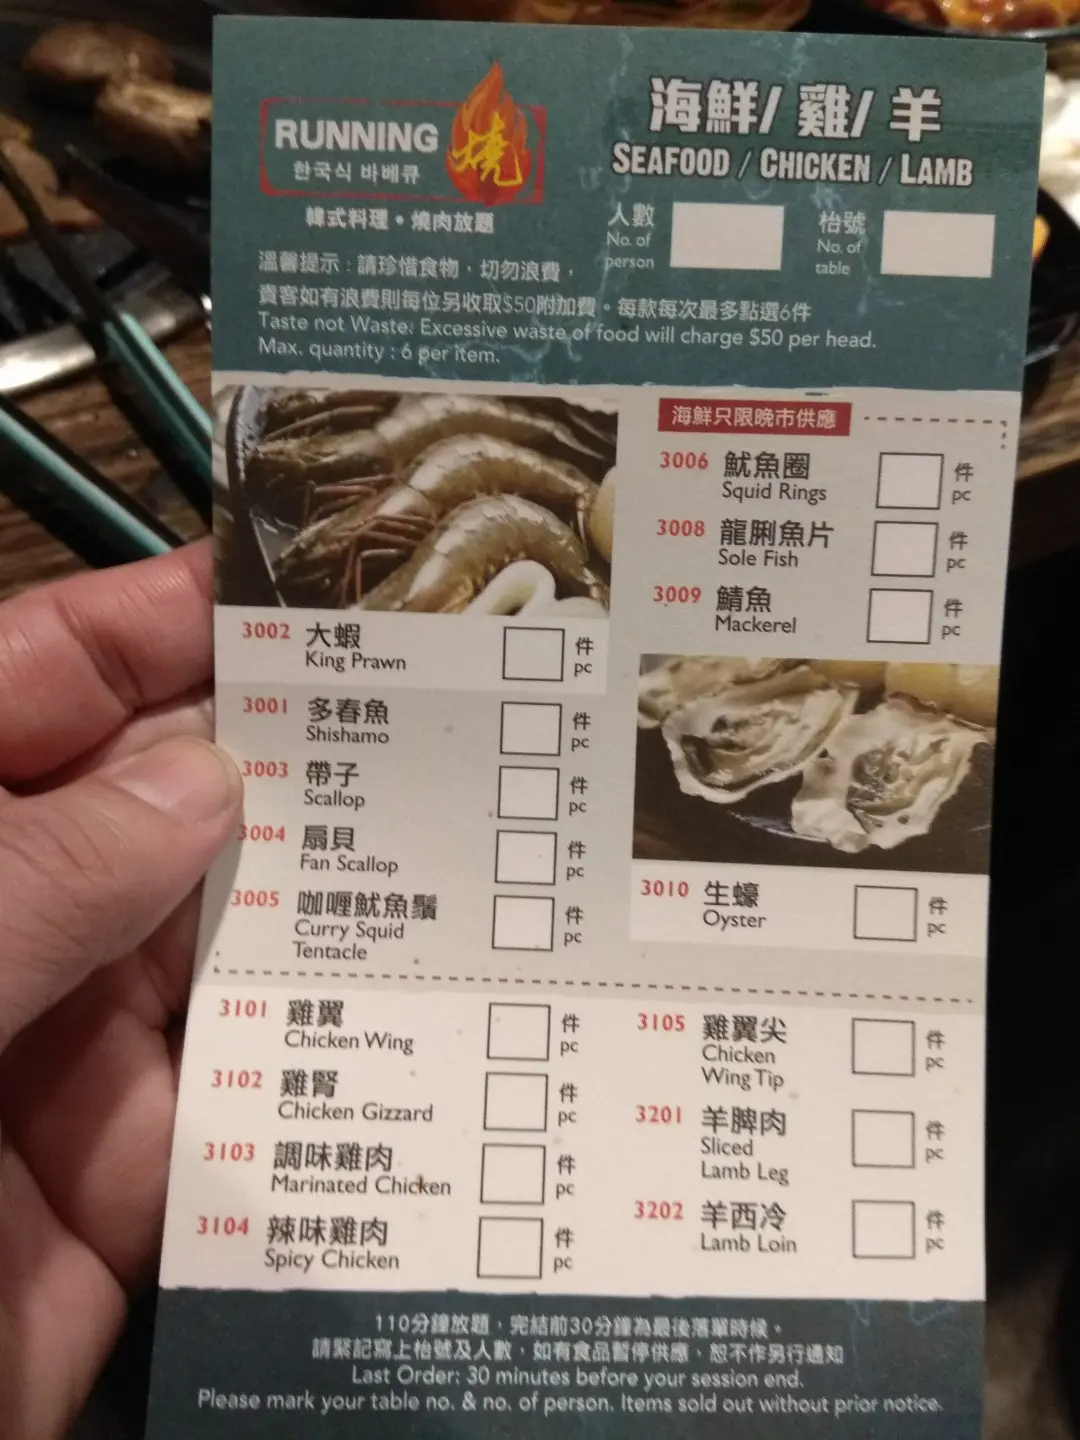 RUNNING 燒
한국식 바베큐
韓式料理・燒肉放題
海鮮/ 雞/ 羊
SEAFOOD / CHICKEN / LAMB
人數
No. of
person
枱號
No. of
table
溫馨提示：請珍惜食物，切勿浪費，
貴客如有浪費則每位另收取$50附加費。每款每次最多點選6件
Taste not Waste. Excessive waste of food will charge $50 per head.
Max. quantity : 6 per item.
3002 大蝦 件
King Prawn pc
3001 多春魚 件
Shishamo pc
3003 帶子 件
Scallop pc
3004 扇貝 件
Fan Scallop pc
3005 咖喱魷魚鬚 件
Curry Squid pc
Tentacle
海鮮只限晚市供應
3006 魷魚圈 件
Squid Rings pc
3008 龍脷魚片 件
Sole Fish pc
3009 鯖魚 件
Mackerel pc
3010 生蠔 件
Oyster pc
3101 雞翼 件
Chicken Wing pc
3102 雞腎 件
Chicken Gizzard pc
3103 調味雞肉 件
Marinated Chicken pc
3104 辣味雞肉 件
Spicy Chicken pc
3105 雞翼尖 件
Chicken pc
Wing Tip
3201 羊脾肉 件
Sliced pc
Lamb Leg
3202 羊西冷 件
Lamb Loin pc
110分鐘放題，完結前30分鐘為最後落單時候。
請緊記寫上枱號及人數，如有食品暫停供應，恕不作另行通知
Last Order: 30 minutes before your session end.
Please mark your table no. & no. of person. Items sold out without prior notice.